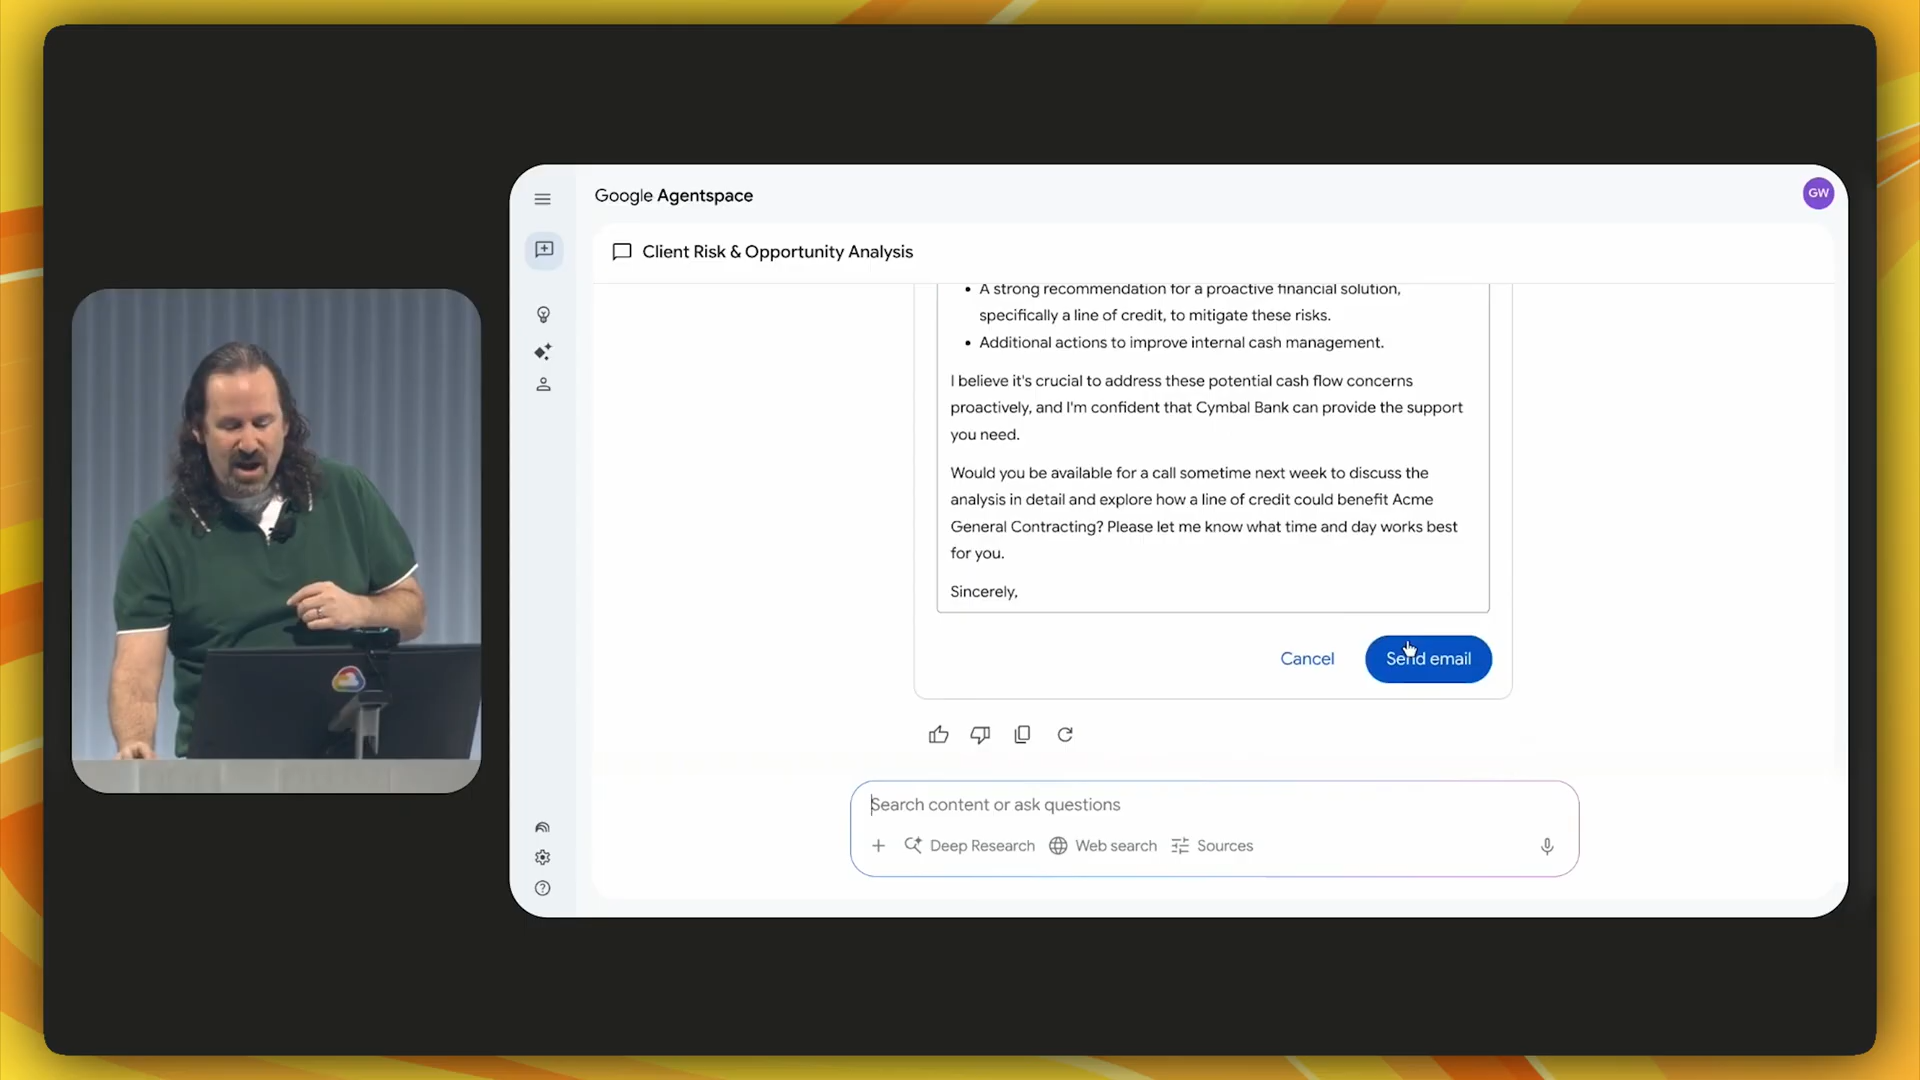 Google Agentspace
GW
Client Risk & Opportunity Analysis
• A strong recommendation for a proactive financial solution,
specifically a line of credit, to mitigate these risks.
• Additional actions to improve internal cash management.
I believe it's crucial to address these potential cash flow concerns
proactively, and I'm confident that Cymbal Bank can provide the support
you need.
Would you be available for a call sometime next week to discuss the
analysis in detail and explore how a line of credit could benefit Acme
General Contracting? Please let me know what time and day works best
for you.
Sincerely,
Cancel
Send email
Search content or ask questions
Deep Research
Web search
Sources